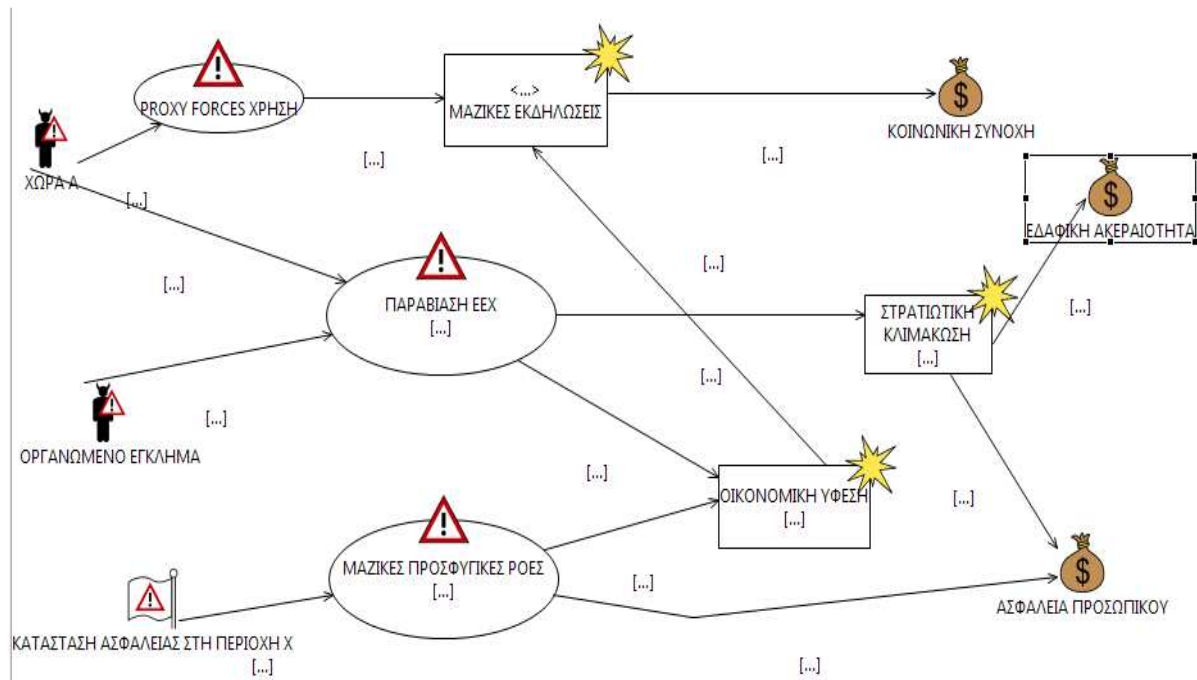 PROXY FORCES ΧΡΗΣΗ
<...>
ΜΑΖΙΚΕΣ ΕΚΔΗΛΩΣΕΙΣ
$
ΚΟΙΝΩΝΙΚΗ ΣΥΝΟΧΗ
[...]
[...]
ΧΩΡΑ Α
[...]
$
ΕΔΑΦΙΚΗ ΑΚΕΡΑΙΟΤΗΤΑ
[...]
[...]
ΠΑΡΑΒΙΑΣΗ ΕΕΧ
[...]
ΣΤΡΑΤΙΩΤΙΚΗ
ΚΛΙΜΑΚΩΣΗ
[...]
[...]
[...]
[...]
ΟΡΓΑΝΩΜΕΝΟ ΕΓΚΛΗΜΑ
[...]
ΟΙΚΟΝΟΜΙΚΗ ΥΦΕΣΗ
[...]
[...]
ΜΑΖΙΚΕΣ ΠΡΟΣΦΥΓΙΚΕΣ ΡΟΕΣ
[...]
[...]
$
ΑΣΦΑΛΕΙΑ ΠΡΟΣΩΠΙΚΟΥ
ΚΑΤΑΣΤΑΣΗ ΑΣΦΑΛΕΙΑΣ ΣΤΗ ΠΕΡΙΟΧΗ Χ
[...]
[...]